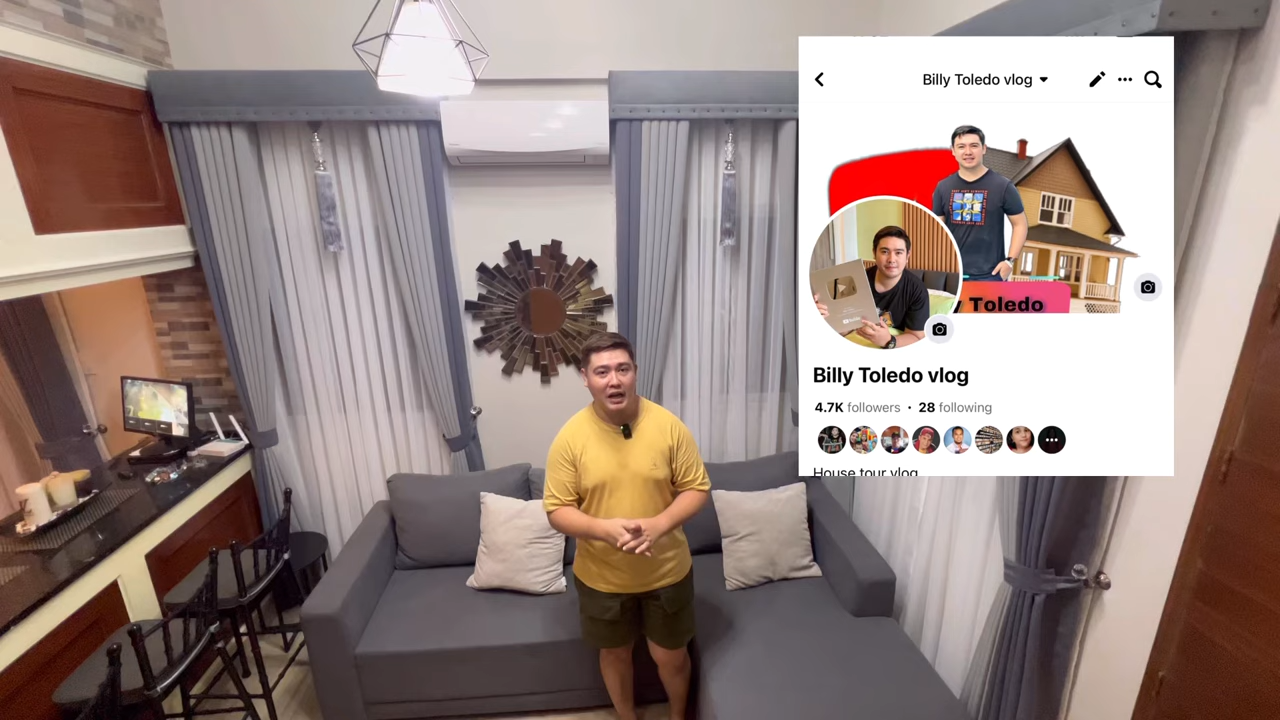 Billy Toledo vlog
y Toledo
Billy Toledo vlog
4.7K followers · 28 following
House tour vlog